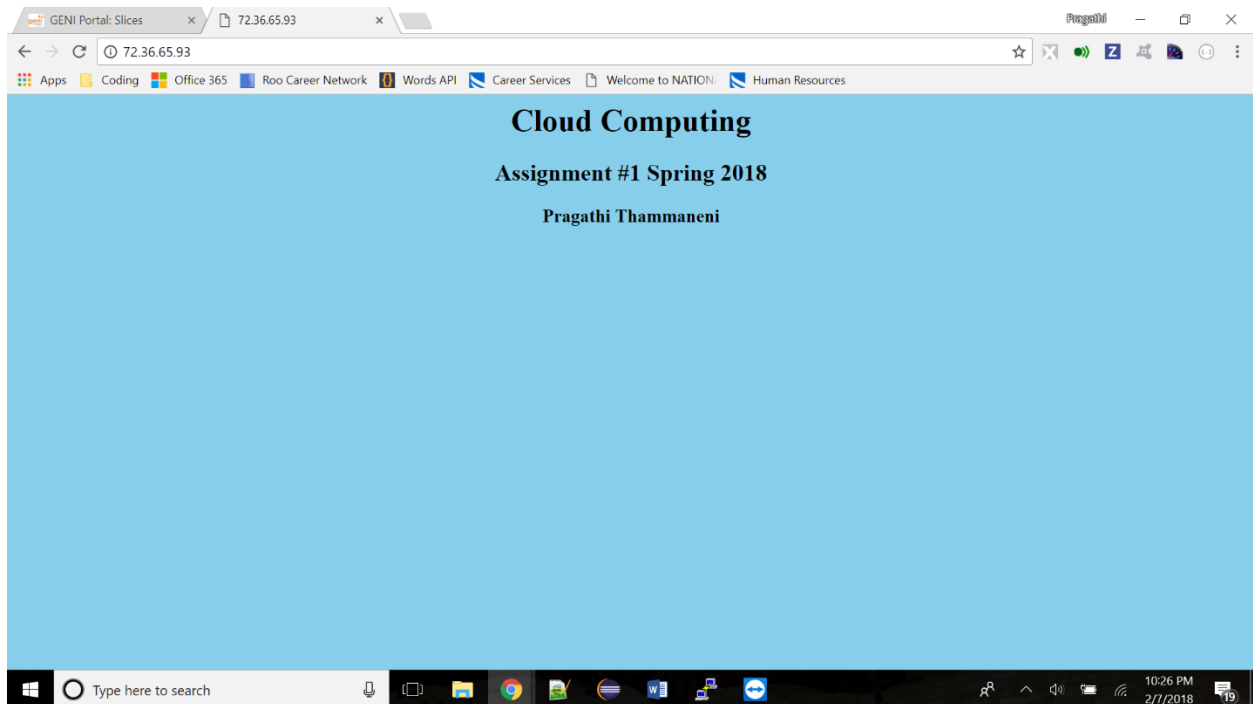 GENI Portal: Slices
72.36.65.93
Pragathi
72.36.65.93
Apps Coding Office 365 Roo Career Network Words API Career Services Welcome to NATION Human Resources
Cloud Computing
Assignment #1 Spring 2018
Pragathi Thammaneni
Type here to search
10:26 PM
2/7/2018
19